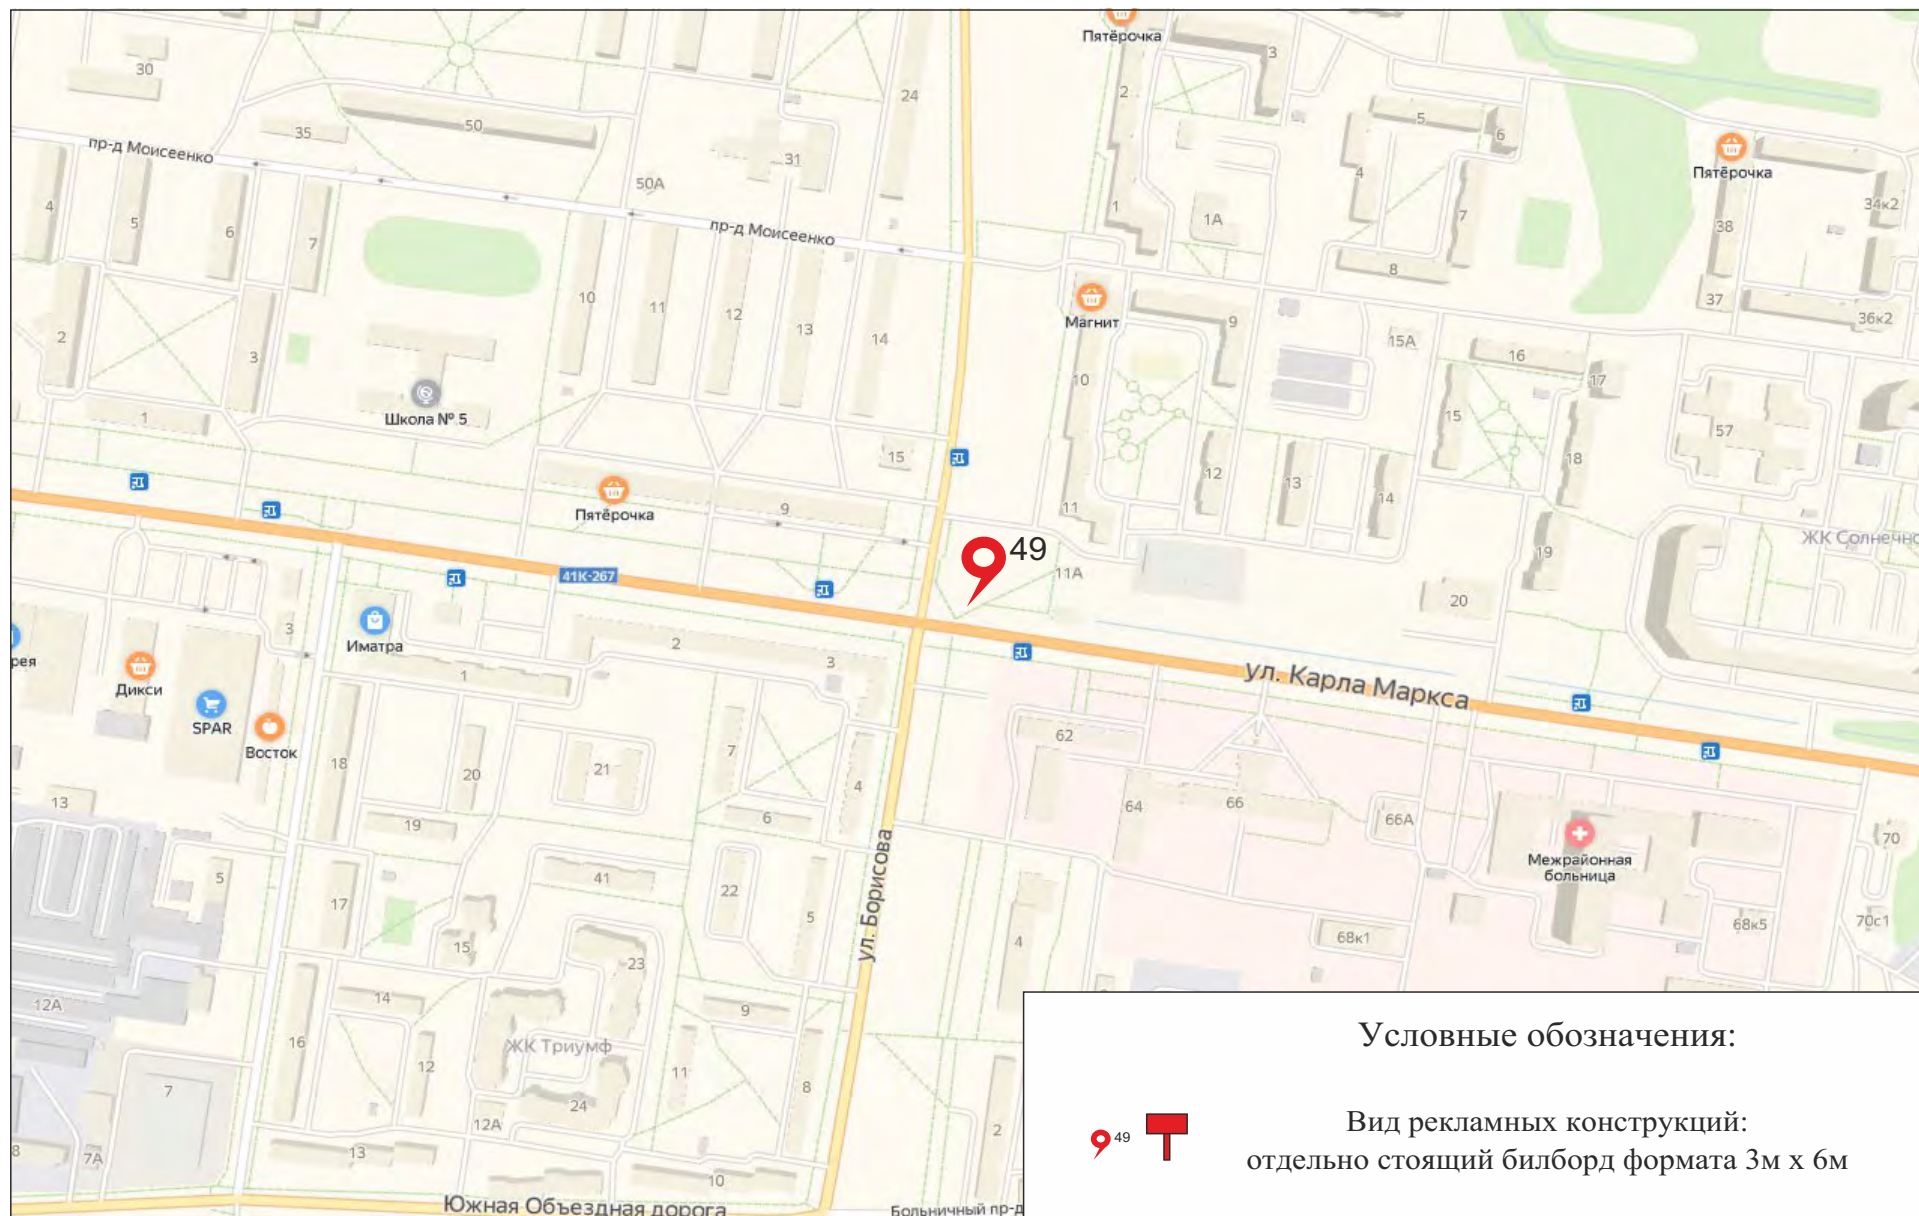 Пятёрочка
3
30
24
2
35
50
5
6
пр-д Моисеенко
31
4
Пятёрочка
50А
4
5
6
7
1
1А
7
34к2
пр-д Моисеенко
38
8
10
11
12
13
14
Магнит
9
37
36к2
2
3
15А
16
10
17
Школа № 5
1
15
15
57
12
13
14
18
Пятёрочка
9
11
19
ЖК Солнечно
49
41К-267
11А
20
3
Иматра
2
3
рея
Дикси
1
ул. Карла Маркса
SPAR
Восток
62
7
18
20
21
4
13
6
64
66
66А
19
70
Межрайонная
больница
41
22
5
17
5
ул. Борисова
68к5
70с1
15
4
68к1
23
12А
14
9
16
ЖК Триумф
12
11
8
7
24
12А
2
8
7А
13
10
Южная Объездная дорога
Больничный пр-д
Условные обозначения:
49
Вид рекламных конструкций:
отдельно стоящий билборд формата 3м х 6м